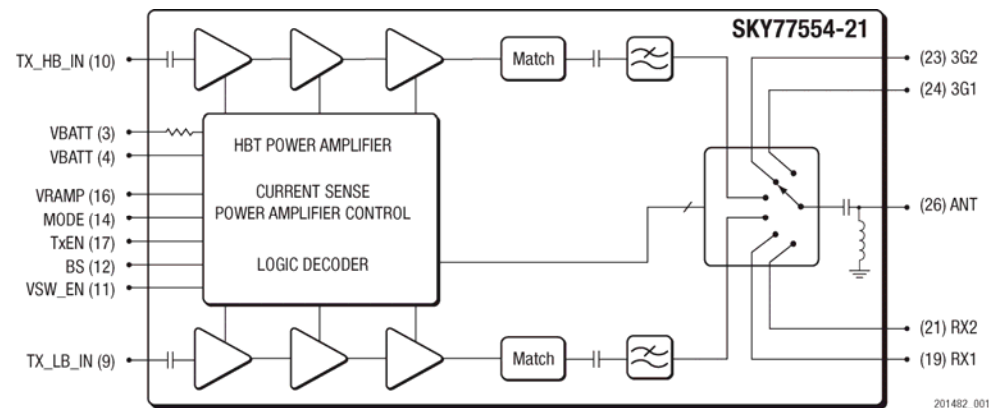 SKY77554-21
TX_HB_IN (10)
Match
(23) 3G2
(24) 3G1
VBATT (3)
VBATT (4)
VRAMP (16)
MODE (14)
TxEN (17)
BS (12)
VSW_EN (11)
HBT POWER AMPLIFIER
CURRENT SENSE
POWER AMPLIFIER CONTROL
LOGIC DECODER
(26) ANT
(21) RX2
(19) RX1
TX_LB_IN (9)
Match
201482_001